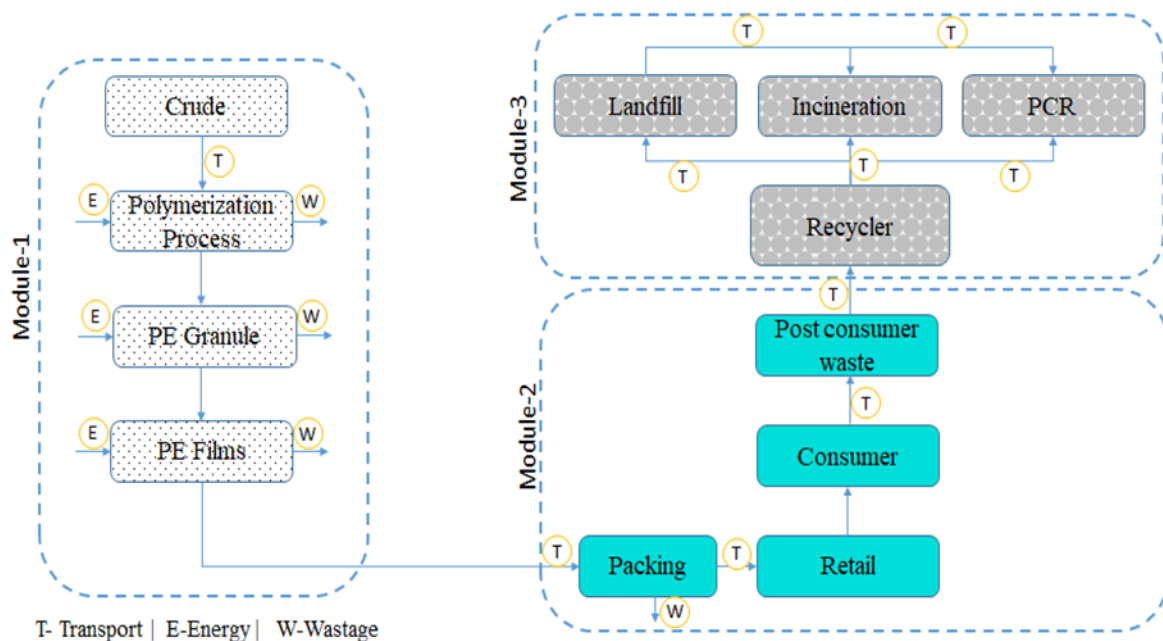 Module-1
Crude
T
E
Polymerization
Process
W
E
PE Granule
W
E
PE Films
W
T- Transport | E-Energy | W-Wastage
Module-3
T
T
Landfill
Incineration
PCR
T
T
T
Recycler
T
Module-2
Post consumer
waste
T
Consumer
T
Packing
T
Retail
W